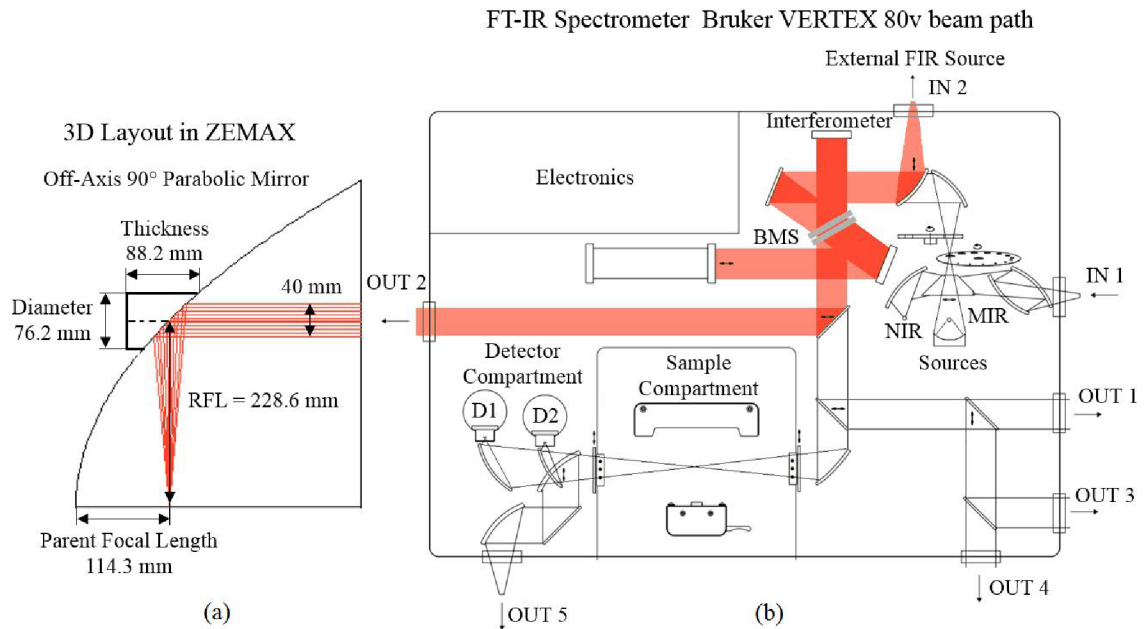 FT-IR Spectrometer Bruker VERTEX 80v beam path
External FIR Source
IN 2
Interferometer
3D Layout in ZEMAX
Off-Axis 90° Parabolic Mirror
Electronics
Thickness
88.2 mm
BMS
Diameter
76.2 mm
40 mm
OUT 2
IN 1
NIR
MIR
Sources
Detector
Compartment
Sample
Compartment
RFL = 228.6 mm
D1
D2
OUT 1
OUT 3
Parent Focal Length
114.3 mm
OUT 4
OUT 5
(a)
(b)